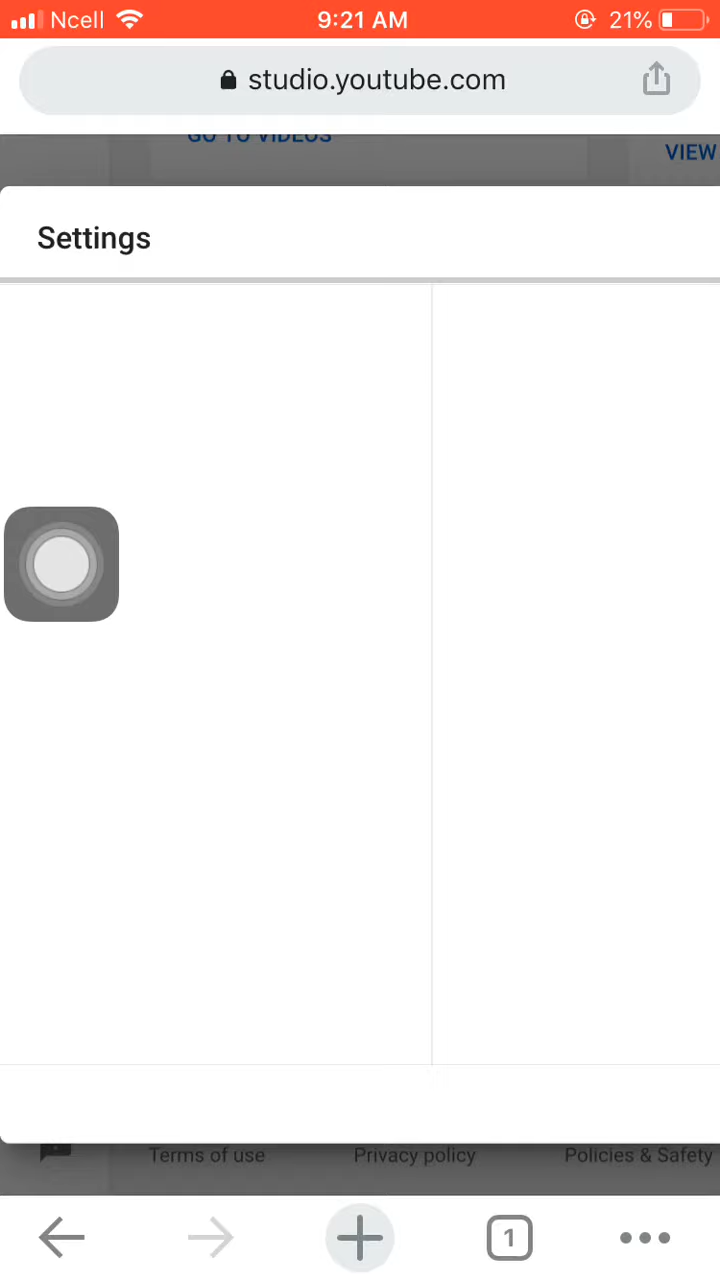 Ncell 9:21 AM 21%
studio.youtube.com
GO TO VIDEOS
VIEW
Settings
Terms of use Privacy policy Policies & Safety
1